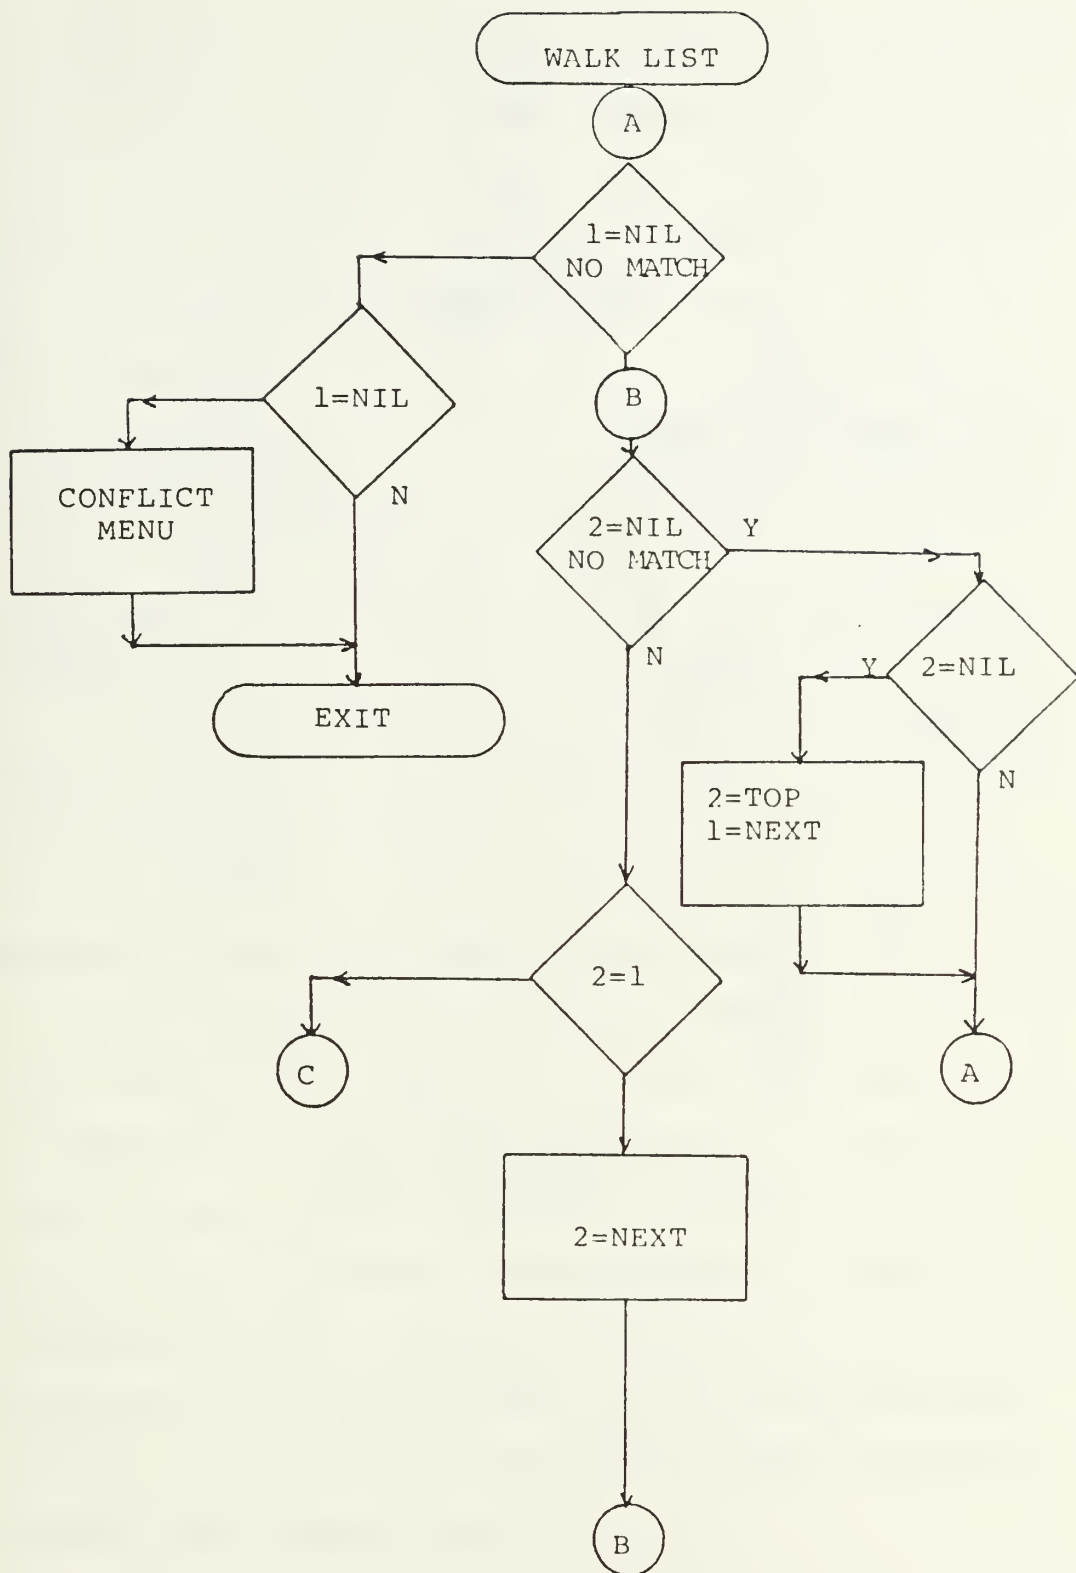 WALK LIST
A
1=NIL
NO MATCH
B
1=NIL
N
CONFLICT
MENU
EXIT
2=NIL
NO MATCH
Y
N
2=NIL
Y
N
2=TOP
1=NEXT
2=1
C
A
2=NEXT
B